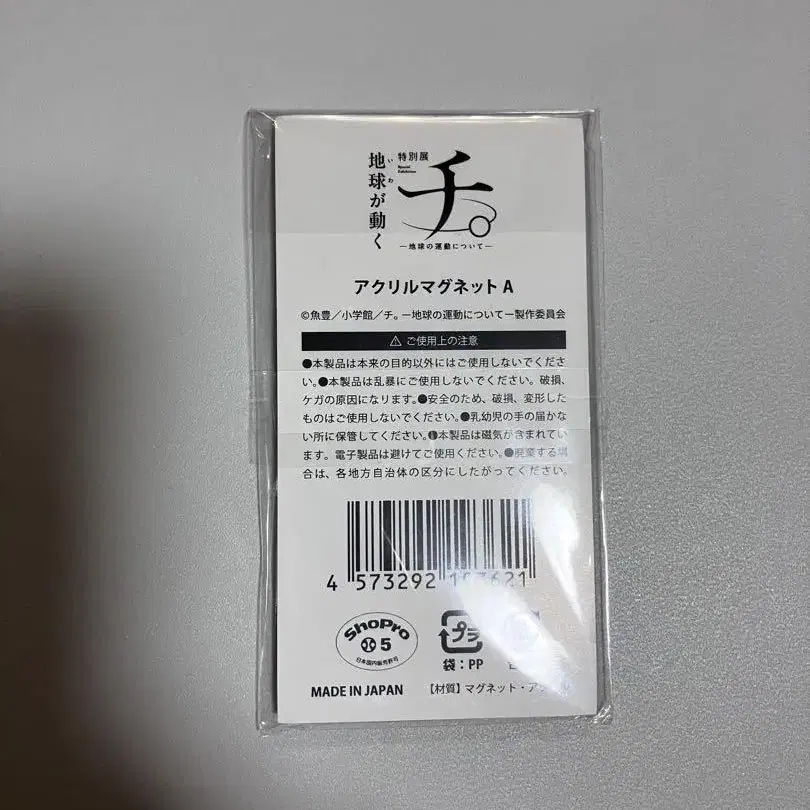 特別展
Special
Exhibition
チ。
―地球の運動について―
地球が動く
いわ
アクリルマグネット A
©魚豊／小学館／チ。ー地球の運動についてー製作委員会
⚠ ご使用上の注意
●本製品は本来の目的以外にはご使用しないでくださ
い。●本製品は乱暴にご使用しないでください。破損、
ケガの原因になります。●安全のため、破損、変形した
ものはご使用しないでください。●乳幼児の手の届かな
い所に保管してください。●本製品は磁気が含まれてい
ます。電子製品は避けてご使用ください。●廃棄する場
合は、各地方自治体の区分にしたがってください。
4 573292
ShoPro
5
日本国内販売許可
プラ
袋：PP
MADE IN JAPAN
【材質】マグネット・